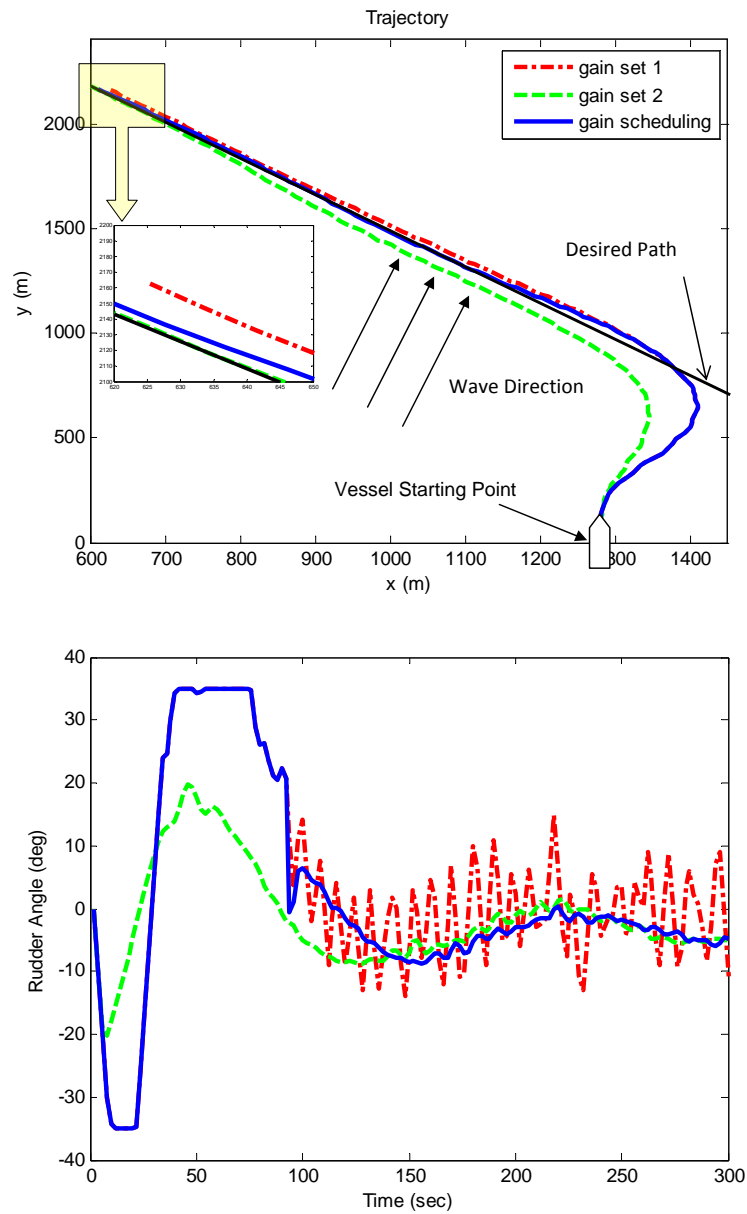 Trajectory
gain set 1
gain set 2
gain scheduling
2000
1500
1000
500
0
y (m)
2200
2190
2180
2170
2160
2150
2140
2130
2120
2110
2100
620 625 630 635 640 645 650
Desired Path
Wave Direction
Vessel Starting Point
600 700 800 900 1000 1100 1200 1300 1400
x (m)
40
30
20
10
0
-10
-20
-30
-40
Rudder Angle (deg)
0 50 100 150 200 250 300
Time (sec)